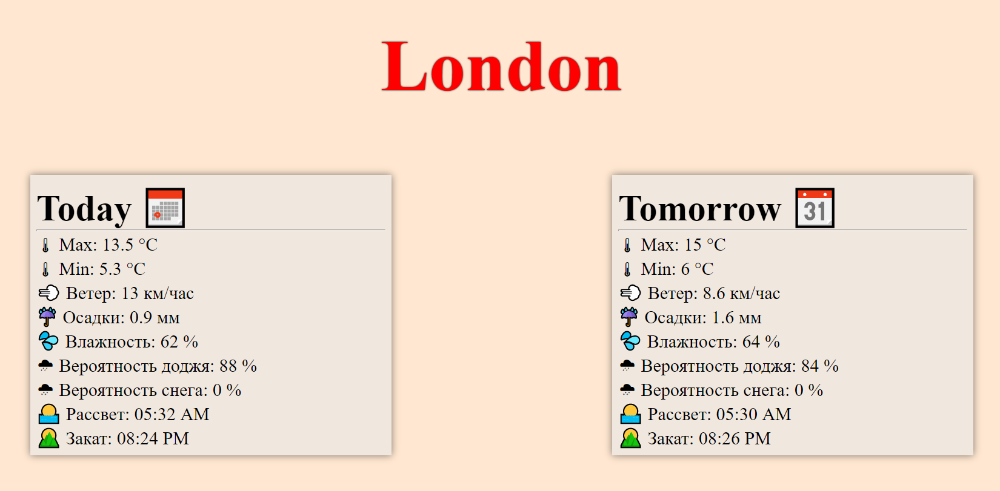 London
Today
Max: 13.5 °C
Min: 5.3 °C
Ветер: 13 км/час
Осадки: 0.9 мм
Влажность: 62 %
Вероятность доджя: 88 %
Вероятность снега: 0 %
Рассвет: 05:32 AM
Закат: 08:24 PM
Tomorrow 31
Max: 15 °C
Min: 6 °C
Ветер: 8.6 км/час
Осадки: 1.6 мм
Влажность: 64 %
Вероятность доджя: 84 %
Вероятность снега: 0 %
Рассвет: 05:30 AM
Закат: 08:26 PM